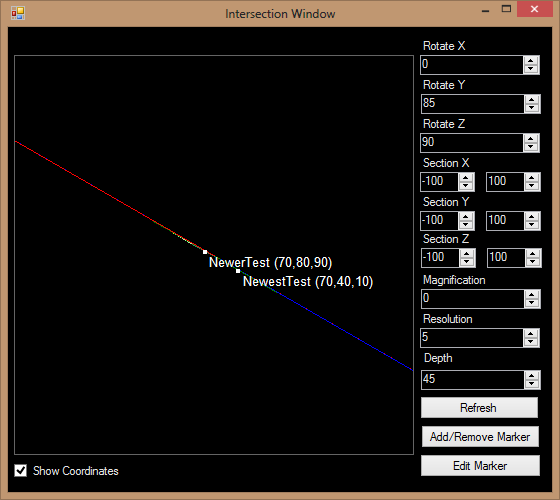 Intersection Window
Rotate X
0
Rotate Y
85
Rotate Z
90
Section X
-100 100
Section Y
-100 100
Section Z
-100 100
Magnification
0
Resolution
5
Depth
45
Refresh
Add/Remove Marker
Edit Marker
NewerTest (70,80,90)
NewestTest (70,40,10)
Show Coordinates